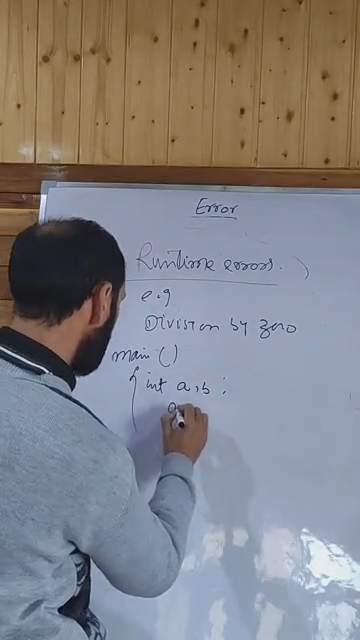 Error
Runtime errors.
e.g
Division by zero
main ()
{ int a,b ;
a